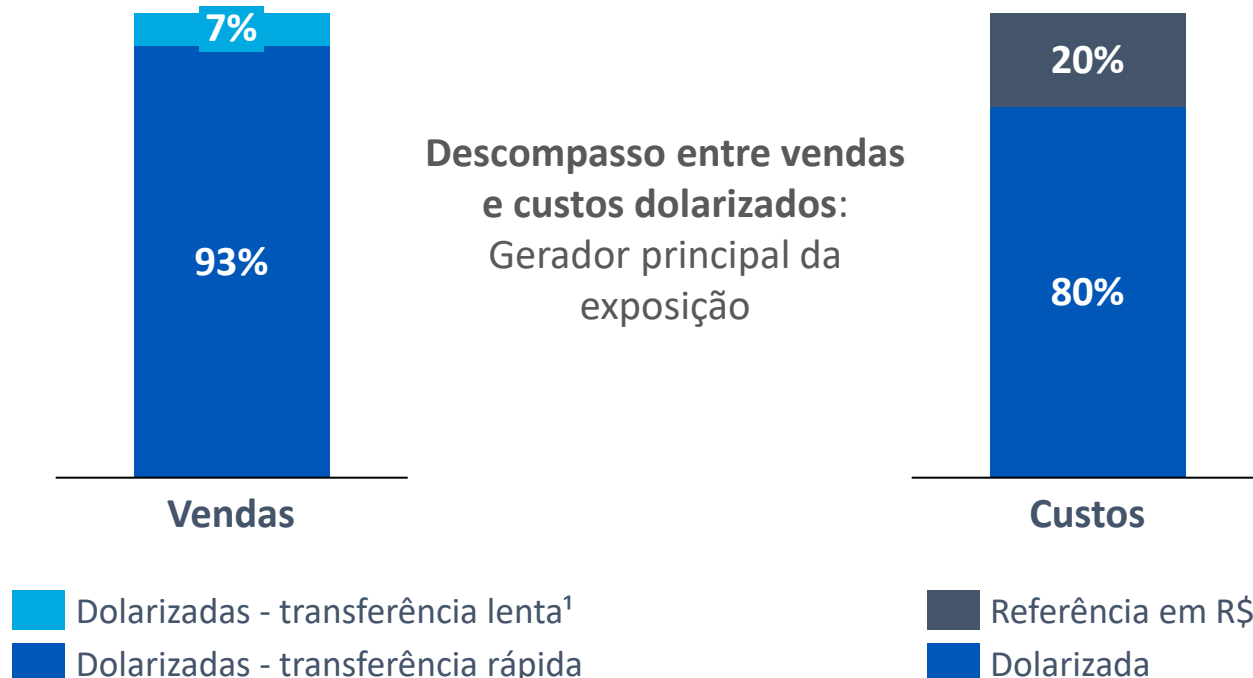 7%
93%
Vendas
Dolarizadas - transferência lenta¹
Dolarizadas - transferência rápida
Descompasso entre vendas
e custos dolarizados:
Gerador principal da
exposição
20%
80%
Custos
Referência em R$
Dolarizada